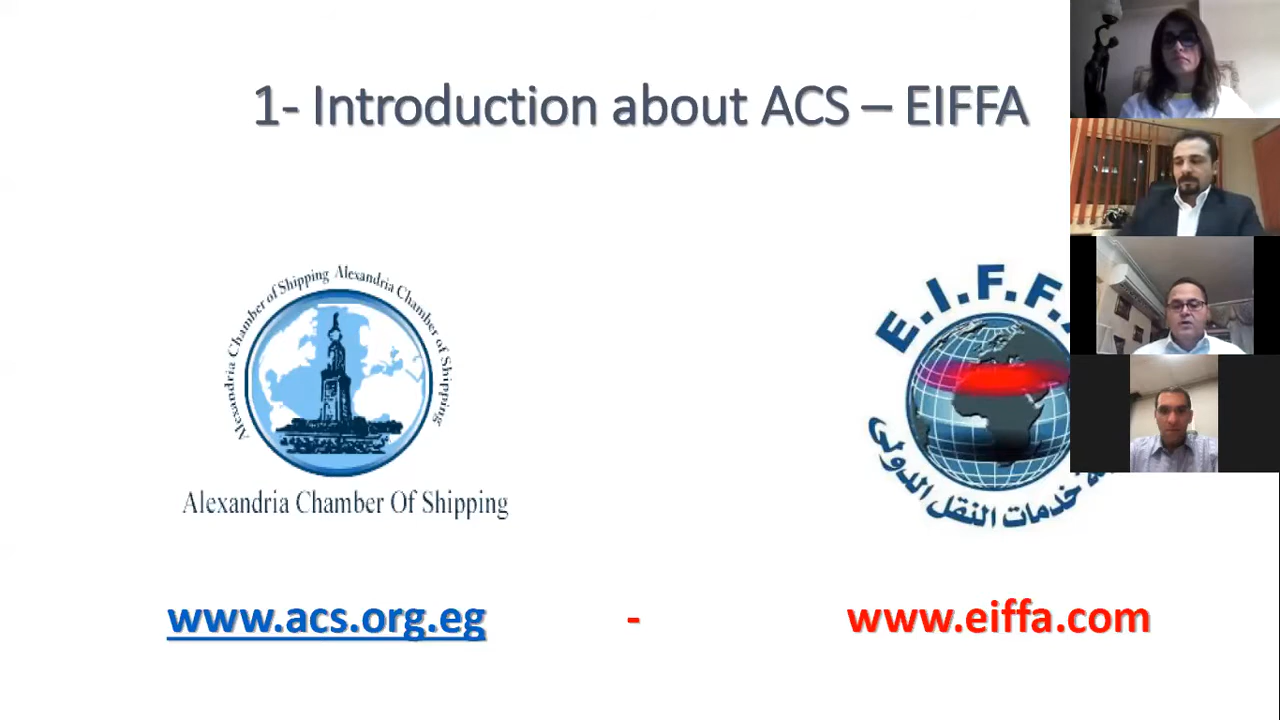 1- Introduction about ACS – EIFFA
Alexandria Chamber of Shipping Alexandria Chamber of Shipping
Alexandria Chamber Of Shipping
E.I.F.F.
خدمات النقل الدولى
www.acs.org.eg - www.eiffa.com